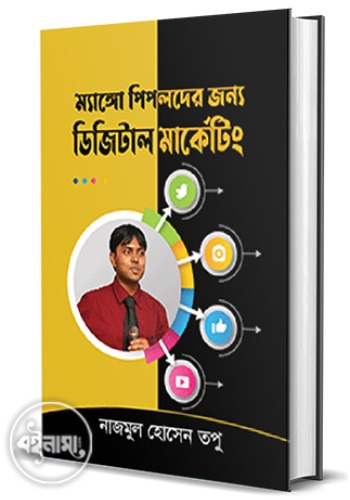 ম্যাঙ্গো পিপলদের জন্য
ডিজিটাল মার্কেটিং
নাজমুল হোসেন তপু
বইনামা